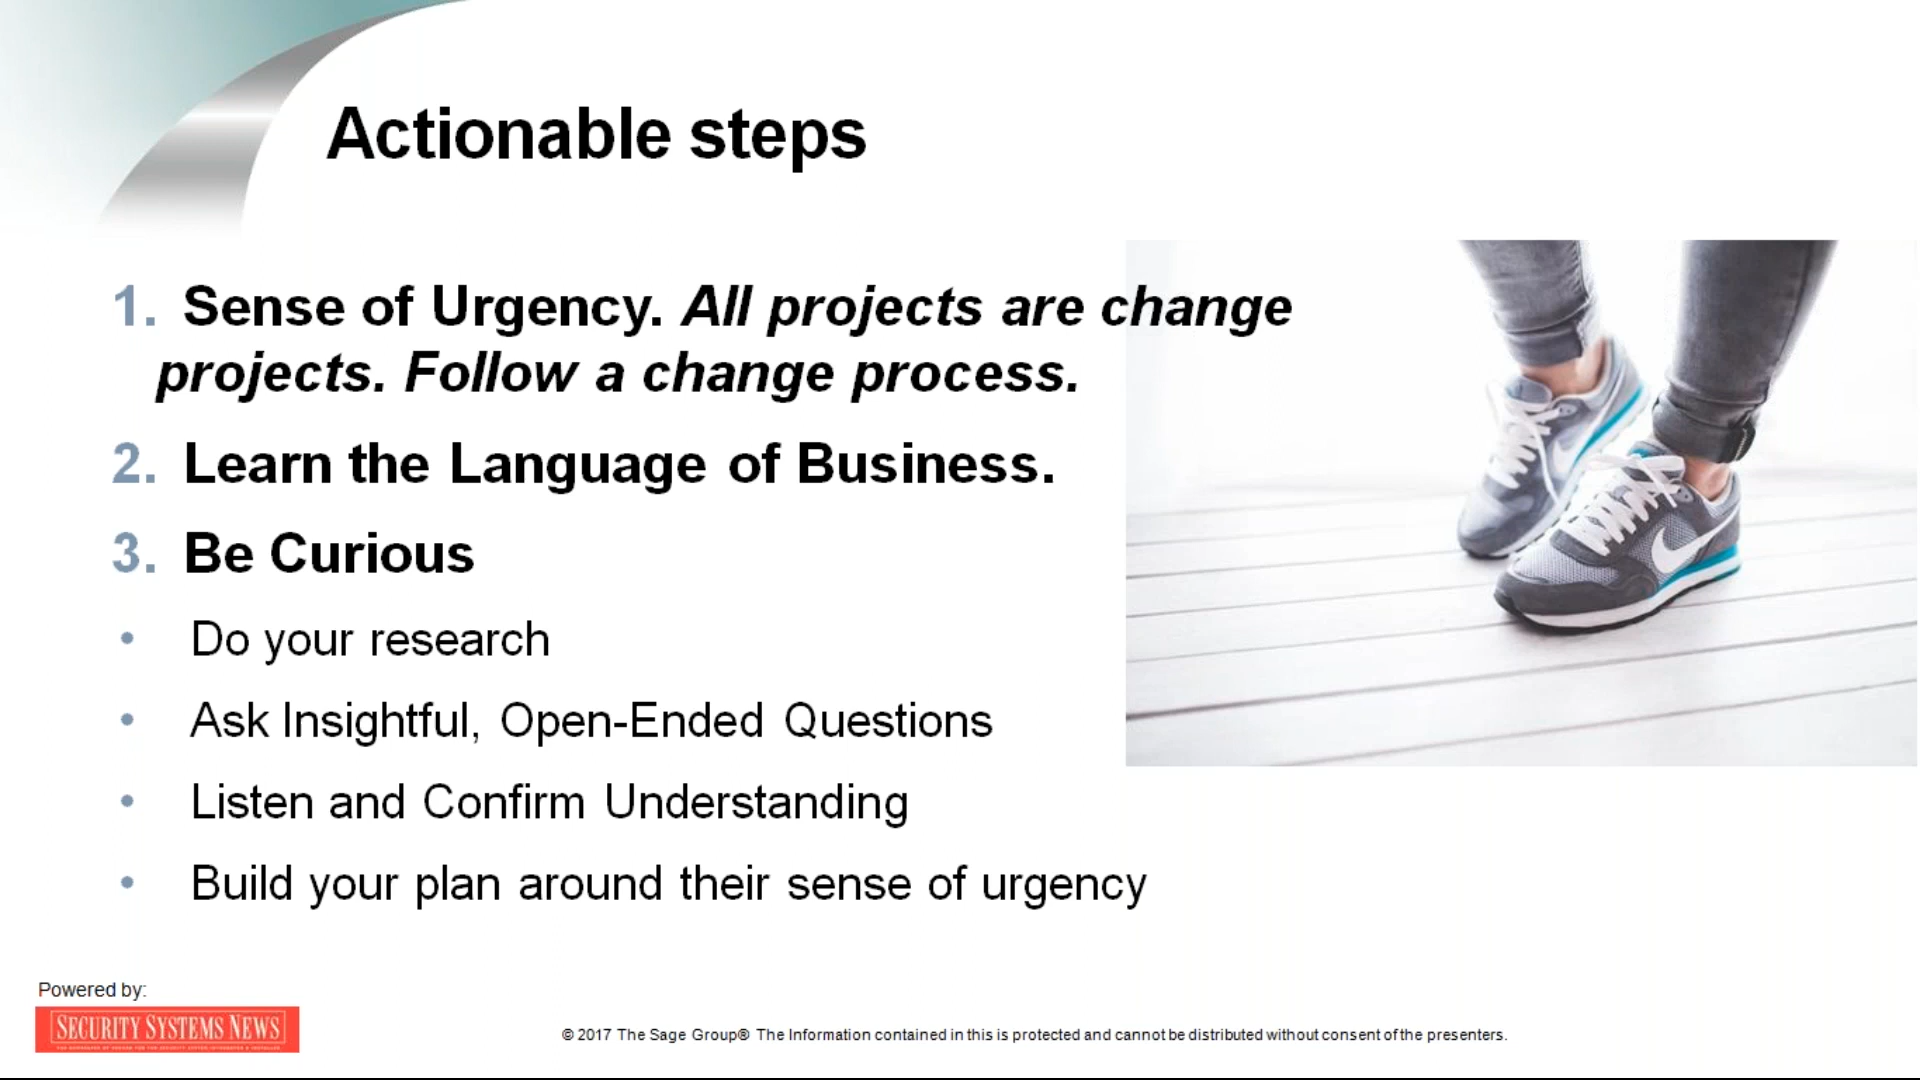 Actionable steps
1. Sense of Urgency. All projects are change
projects. Follow a change process.
2. Learn the Language of Business.
3. Be Curious
• Do your research
• Ask Insightful, Open-Ended Questions
• Listen and Confirm Understanding
• Build your plan around their sense of urgency
Powered by:
SECURITY SYSTEMS NEWS
© 2017 The Sage Group® The Information contained in this is protected and cannot be distributed without consent of the presenters.